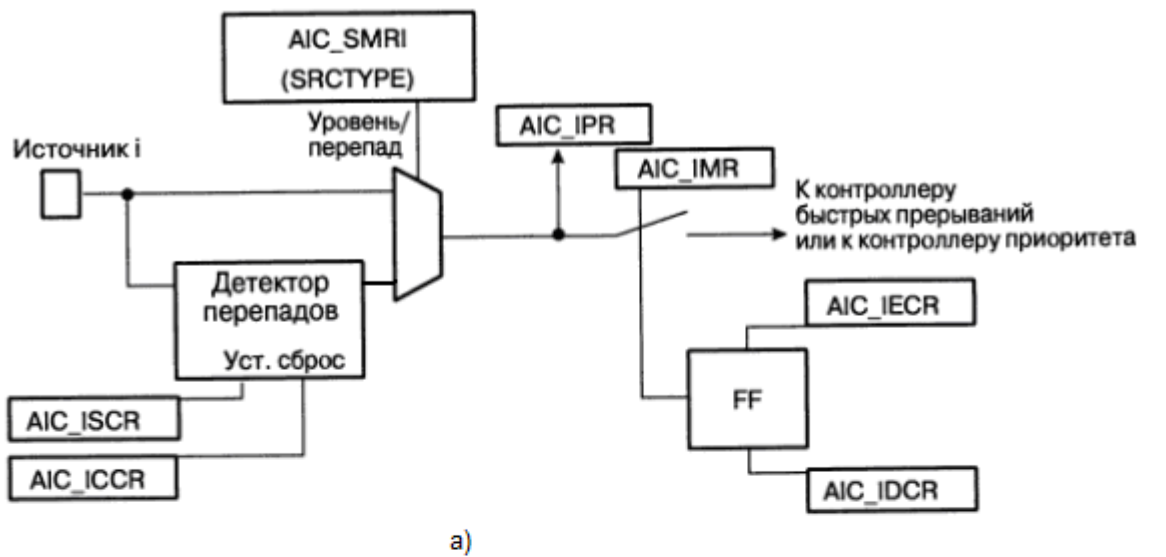 AIC_SMRI
(SRCTYPE)
Уровень/
перепад
AIC_IPR
Источник i
AIC_IMR
К контроллеру
быстрых прерываний
или к контроллеру приоритета
Детектор
перепадов
Уст. сброс
AIC_IECR
FF
AIC_ISCR
AIC_ICCR
AIC_IDCR
а)